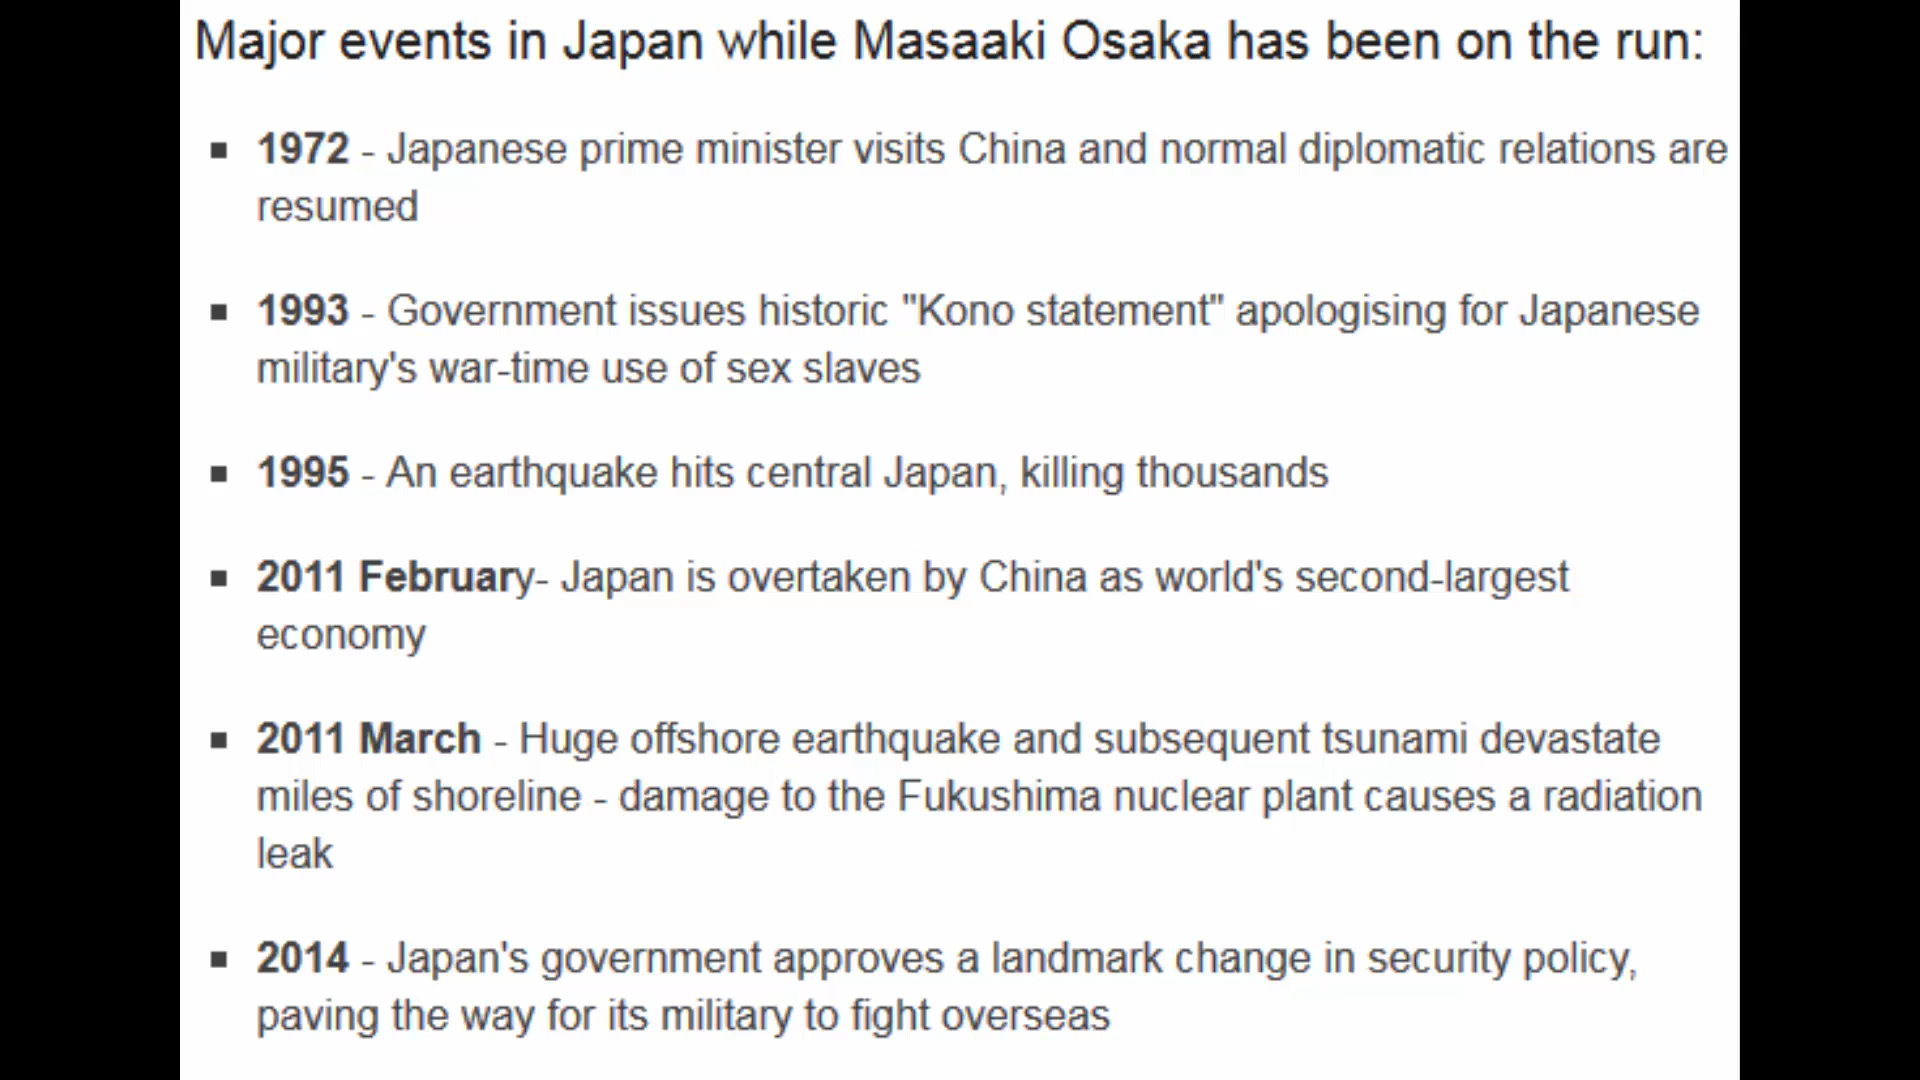 Major events in Japan while Masaaki Osaka has been on the run:
▪ 1972 - Japanese prime minister visits China and normal diplomatic relations are
resumed
▪ 1993 - Government issues historic "Kono statement" apologising for Japanese
military's war-time use of sex slaves
▪ 1995 - An earthquake hits central Japan, killing thousands
▪ 2011 February- Japan is overtaken by China as world's second-largest
economy
▪ 2011 March - Huge offshore earthquake and subsequent tsunami devastate
miles of shoreline - damage to the Fukushima nuclear plant causes a radiation
leak
▪ 2014 - Japan's government approves a landmark change in security policy,
paving the way for its military to fight overseas